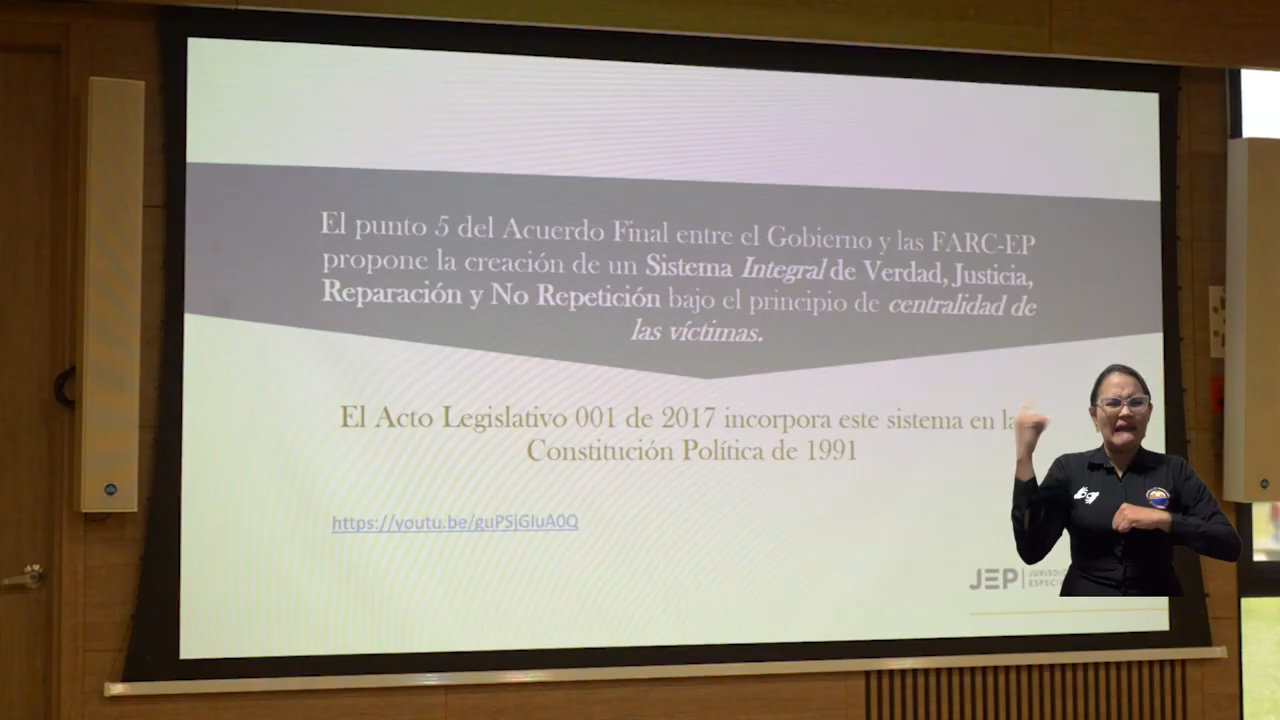 El punto 5 del Acuerdo Final entre el Gobierno y las FARC-EP
propone la creación de un Sistema Integral de Verdad, Justicia,
Reparación y No Repetición bajo el principio de centralidad de
las víctimas.
El Acto Legislativo 001 de 2017 incorpora este sistema en la
Constitución Política de 1991
https://youtu.be/guPSjGluA0Q
JEP